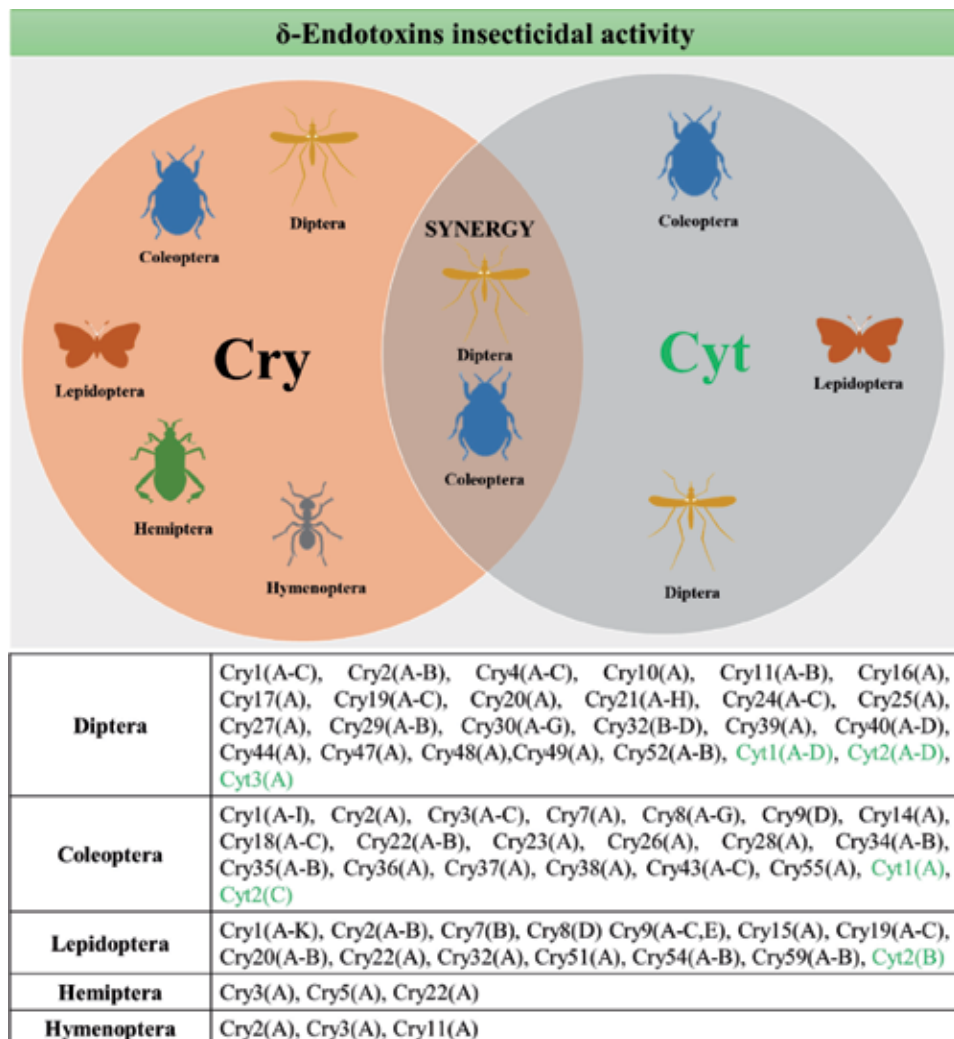 δ-Endotoxins insecticidal activity
Diptera
Coleoptera
Lepidoptera
Cry
Hemiptera
Hymenoptera
SYNERGY
Diptera
Coleoptera
Coleoptera
Cyt
Lepidoptera
Diptera
Diptera
Cry1(A-C), Cry2(A-B), Cry4(A-C), Cry10(A), Cry11(A-B), Cry16(A),
Cry17(A), Cry19(A-C), Cry20(A), Cry21(A-H), Cry24(A-C), Cry25(A),
Cry27(A), Cry29(A-B), Cry30(A-G), Cry32(B-D), Cry39(A), Cry40(A-D),
Cry44(A), Cry47(A), Cry48(A),Cry49(A), Cry52(A-B), Cyt1(A-D), Cyt2(A-D),
Cyt3(A)
Coleoptera
Cry1(A-I), Cry2(A), Cry3(A-C), Cry7(A), Cry8(A-G), Cry9(D), Cry14(A),
Cry18(A-C), Cry22(A-B), Cry23(A), Cry26(A), Cry28(A), Cry34(A-B),
Cry35(A-B), Cry36(A), Cry37(A), Cry38(A), Cry43(A-C), Cry55(A), Cyt1(A),
Cyt2(C)
Lepidoptera
Cry1(A-K), Cry2(A-B), Cry7(B), Cry8(D) Cry9(A-C,E), Cry15(A), Cry19(A-C),
Cry20(A-B), Cry22(A), Cry32(A), Cry51(A), Cry54(A-B), Cry59(A-B), Cyt2(B)
Hemiptera
Cry3(A), Cry5(A), Cry22(A)
Hymenoptera
Cry2(A), Cry3(A), Cry11(A)